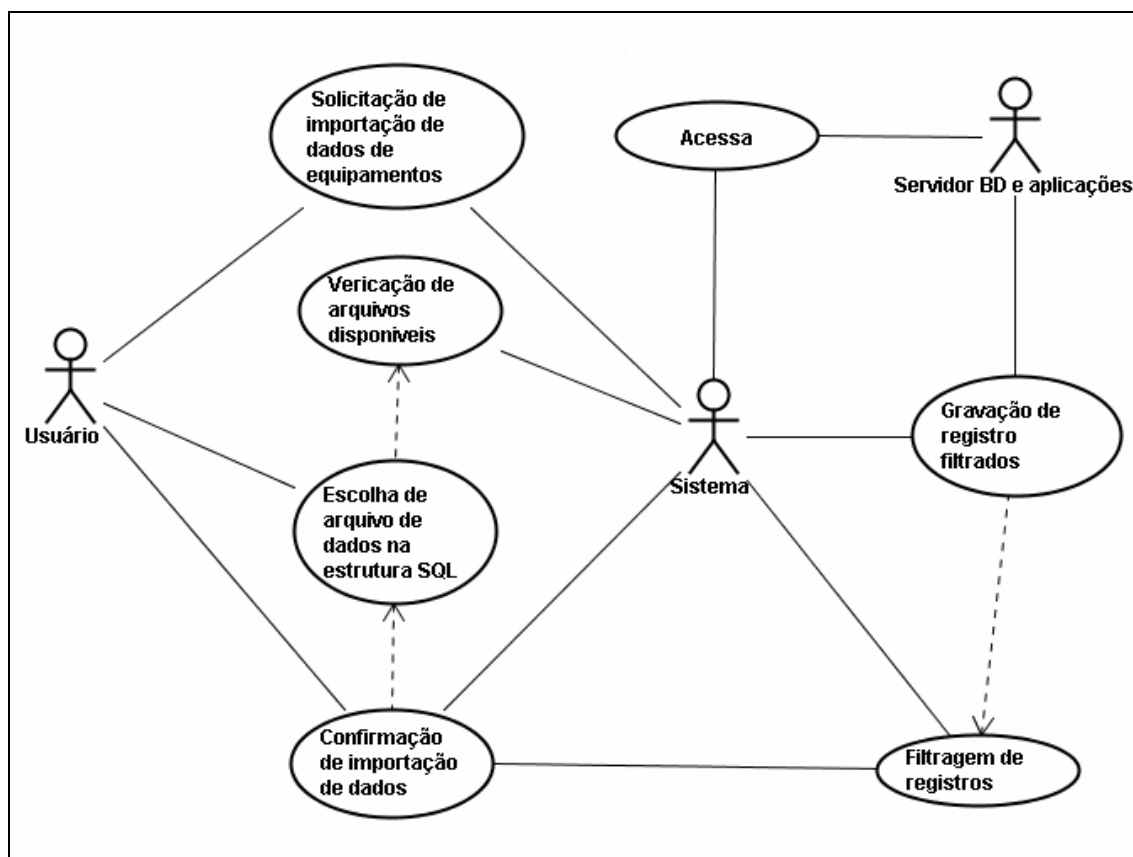 Solicitação de
importação de
dados de
equipamentos
Acessa
Servidor BD e aplicações
Vericação de
arquivos
disponiveis
Usuário
Sistema
Gravação de
registro
filtrados
Escolha de
arquivo de
dados na
estrutura SQL
Confirmação
de importação
de dados
Filtragem de
registros